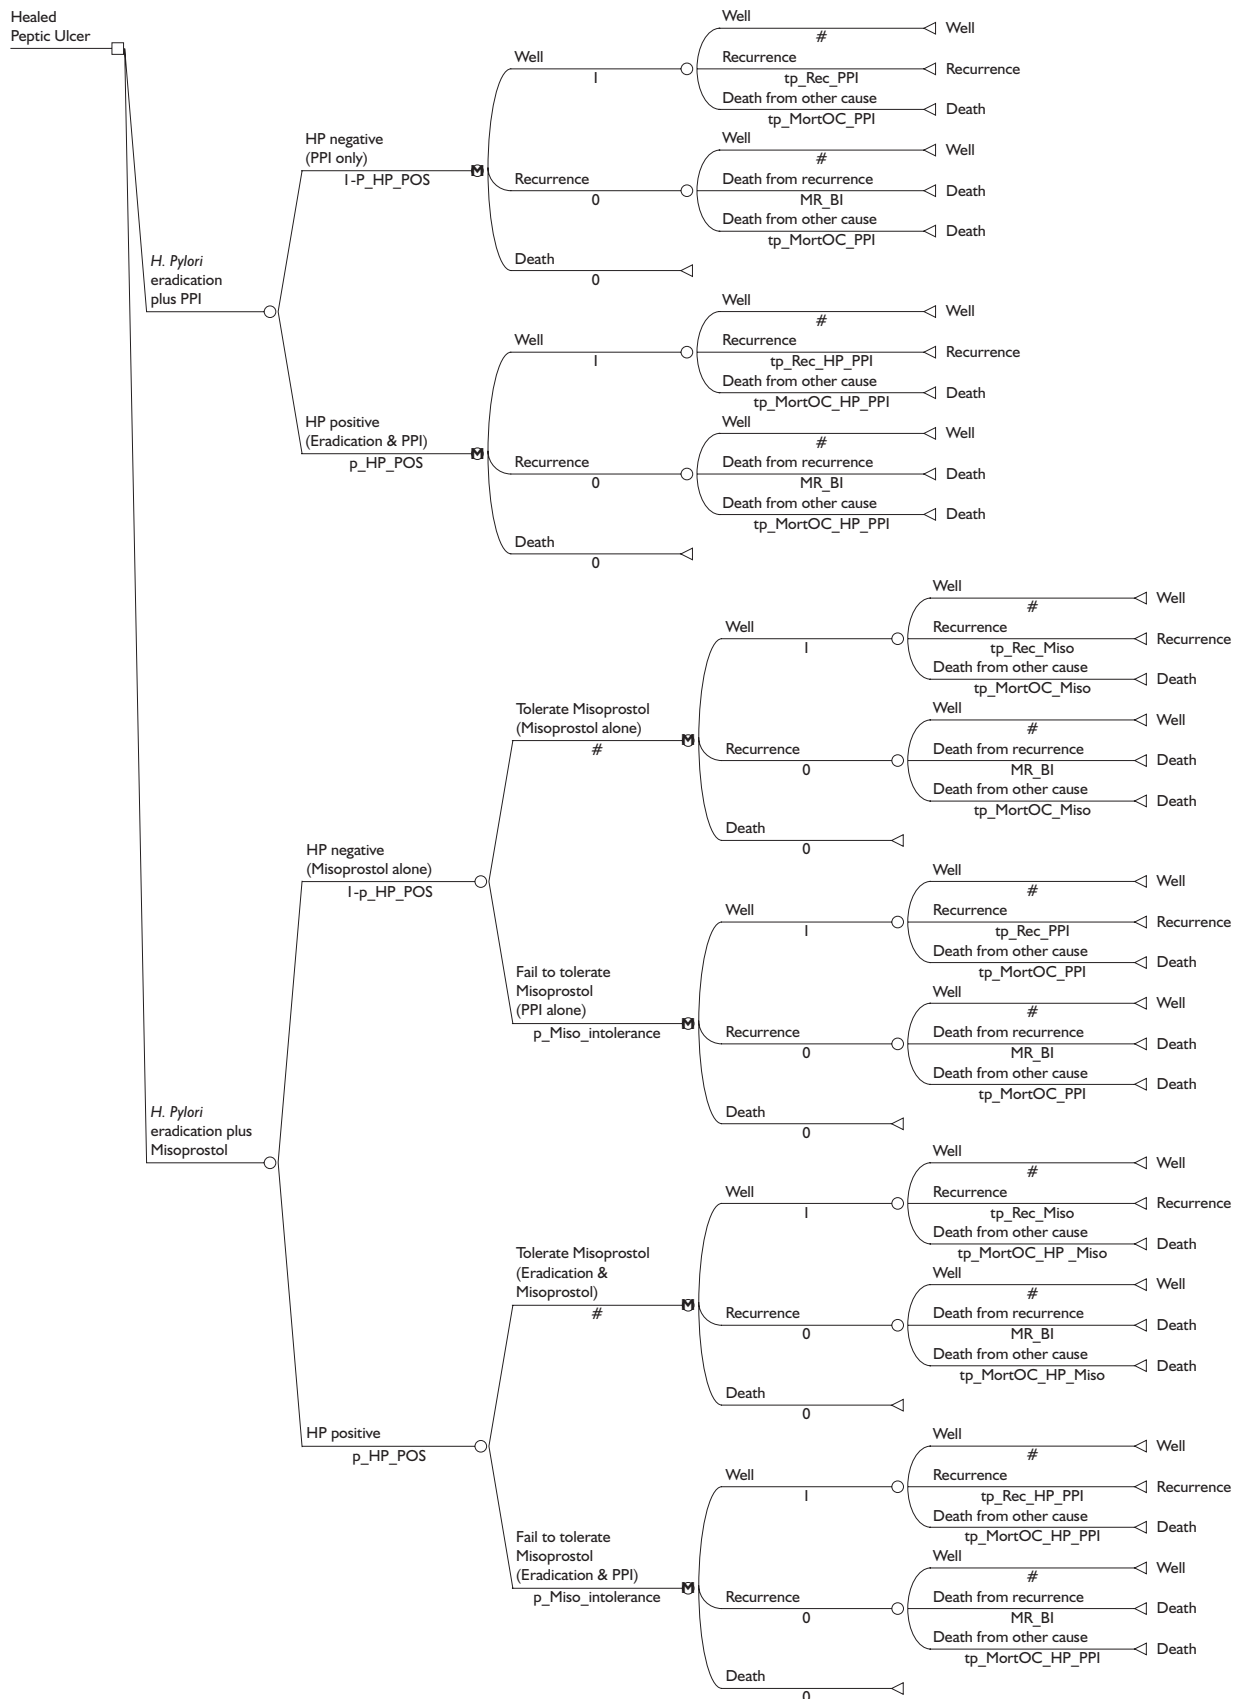 Healed
Peptic Ulcer
H. Pylori
eradication
plus PPI
HP negative
(PPI only)
1-P_HP_POS
M
Well
1
Well
#
Well
Recurrence
tp_Rec_PPI
Recurrence
Death from other cause
tp_MortOC_PPI
Death
Recurrence
0
Well
#
Well
Death from recurrence
MR_BI
Death
Death from other cause
tp_MortOC_PPI
Death
Death
0
HP positive
(Eradication & PPI)
p_HP_POS
M
Well
1
Well
#
Well
Recurrence
tp_Rec_HP_PPI
Recurrence
Death from other cause
tp_MortOC_HP_PPI
Death
Recurrence
0
Well
#
Well
Death from recurrence
MR_BI
Death
Death from other cause
tp_MortOC_HP_PPI
Death
Death
0
H. Pylori
eradication plus
Misoprostol
HP negative
(Misoprostol alone)
1-p_HP_POS
Tolerate Misoprostol
(Misoprostol alone)
#
M
Well
1
Well
#
Well
Recurrence
tp_Rec_Miso
Recurrence
Death from other cause
tp_MortOC_Miso
Death
Recurrence
0
Well
#
Well
Death from recurrence
MR_BI
Death
Death from other cause
tp_MortOC_Miso
Death
Death
0
Fail to tolerate
Misoprostol
(PPI alone)
p_Miso_intolerance
M
Well
1
Well
#
Well
Recurrence
tp_Rec_PPI
Recurrence
Death from other cause
tp_MortOC_PPI
Death
Recurrence
0
Well
#
Well
Death from recurrence
MR_BI
Death
Death from other cause
tp_MortOC_PPI
Death
Death
0
HP positive
p_HP_POS
Tolerate Misoprostol
(Eradication &
Misoprostol)
#
M
Well
1
Well
#
Well
Recurrence
tp_Rec_Miso
Recurrence
Death from other cause
tp_MortOC_HP _Miso
Death
Recurrence
0
Well
#
Well
Death from recurrence
MR_BI
Death
Death from other cause
tp_MortOC_HP_Miso
Death
Death
0
Fail to tolerate
Misoprostol
(Eradication & PPI)
p_Miso_intolerance
M
Well
1
Well
#
Well
Recurrence
tp_Rec_HP_PPI
Recurrence
Death from other cause
tp_MortOC_HP_PPI
Death
Recurrence
0
Well
#
Well
Death from recurrence
MR_BI
Death
Death from other cause
tp_MortOC_HP_PPI
Death
Death
0